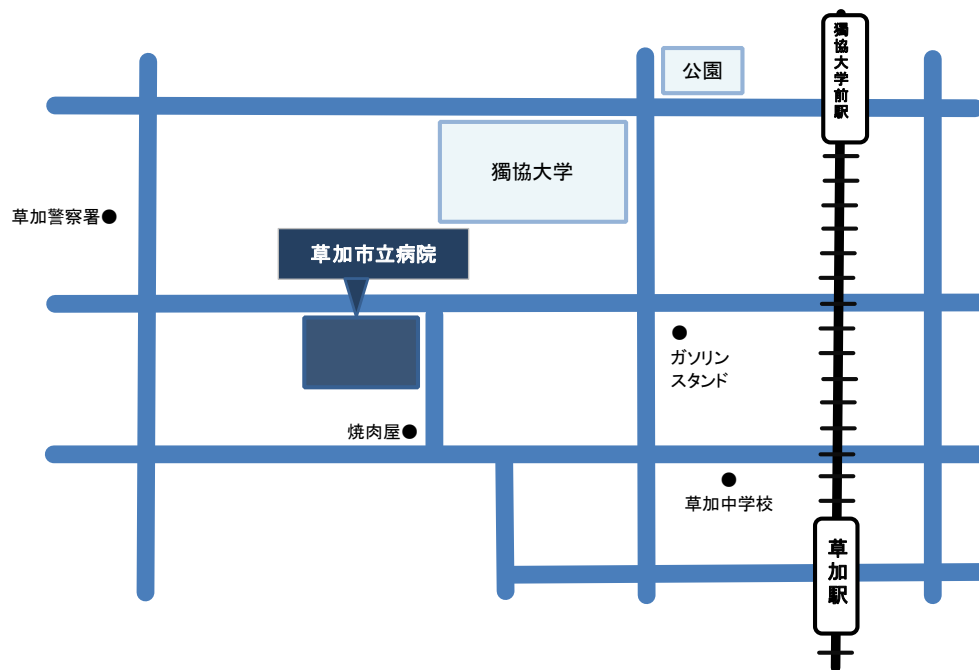 獨協大学前駅
公園
獨協大学
草加警察署●
草加市立病院
ガソリン
スタンド
焼肉屋●
草加中学校
草加駅